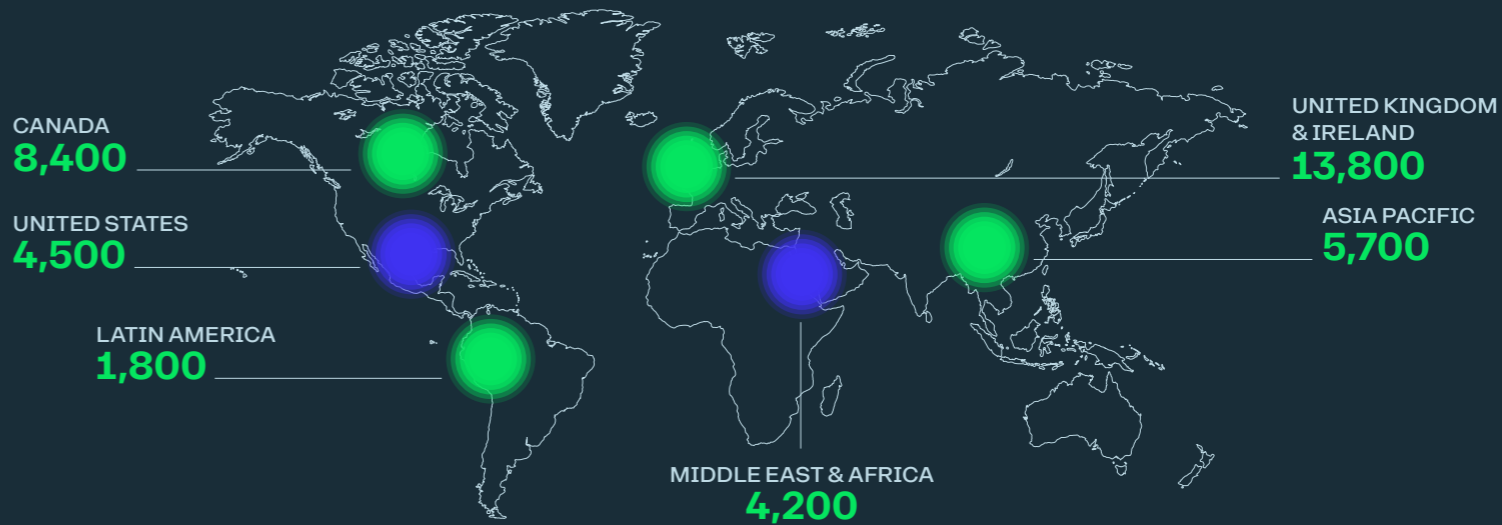 CANADA
8,400
UNITED STATES
4,500
LATIN AMERICA
1,800
UNITED KINGDOM
& IRELAND
13,800
ASIA PACIFIC
5,700
MIDDLE EAST & AFRICA
4,200